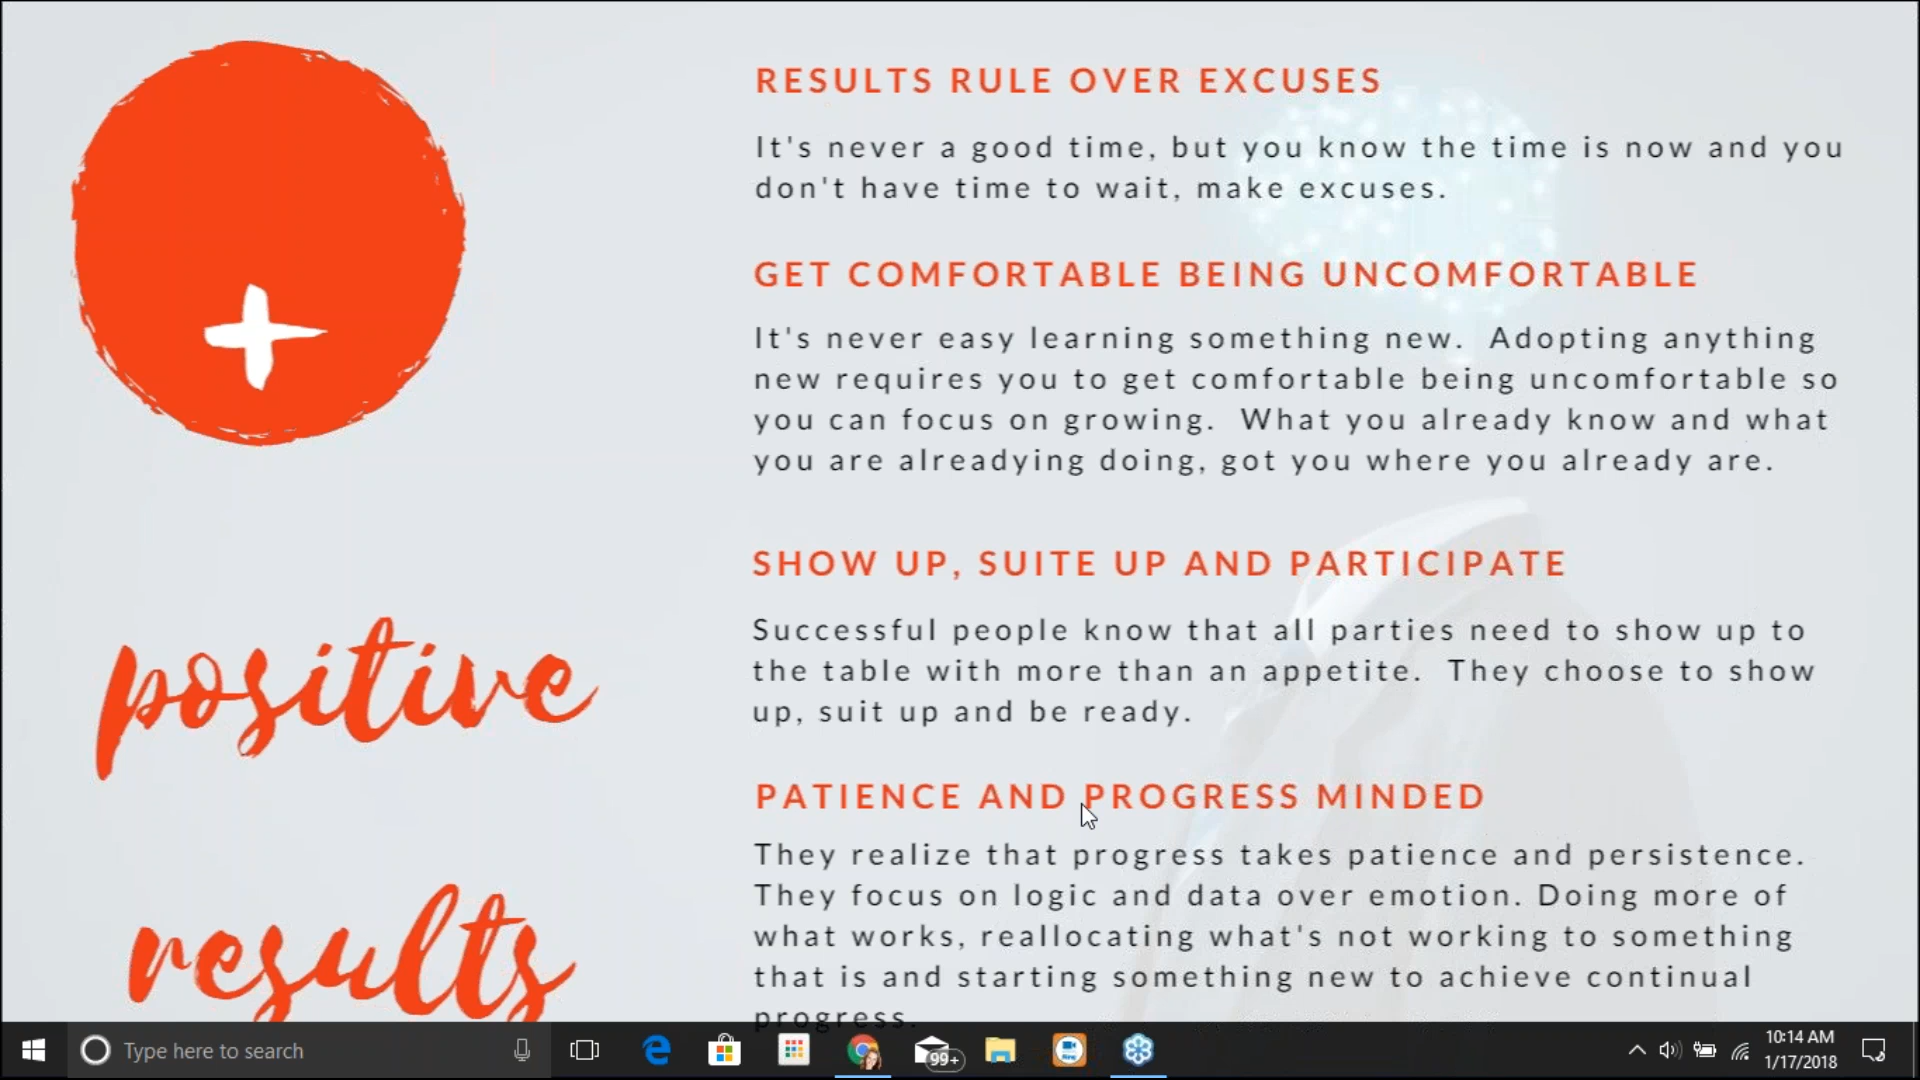 RESULTS RULE OVER EXCUSES
It's never a good time, but you know the time is now and you
don't have time to wait, make excuses.
GET COMFORTABLE BEING UNCOMFORTABLE
It's never easy learning something new. Adopting anything
new requires you to get comfortable being uncomfortable so
you can focus on growing. What you already know and what
you are alreadying doing, got you where you already are.
SHOW UP, SUITE UP AND PARTICIPATE
Successful people know that all parties need to show up to
the table with more than an appetite. They choose to show
up, suit up and be ready.
PATIENCE AND PROGRESS MINDED
They realize that progress takes patience and persistence.
They focus on logic and data over emotion. Doing more of
what works, reallocating what's not working to something
that is and starting something new to achieve continual
progress.
positive
results
Type here to search
99+
10:14 AM
1/17/2018